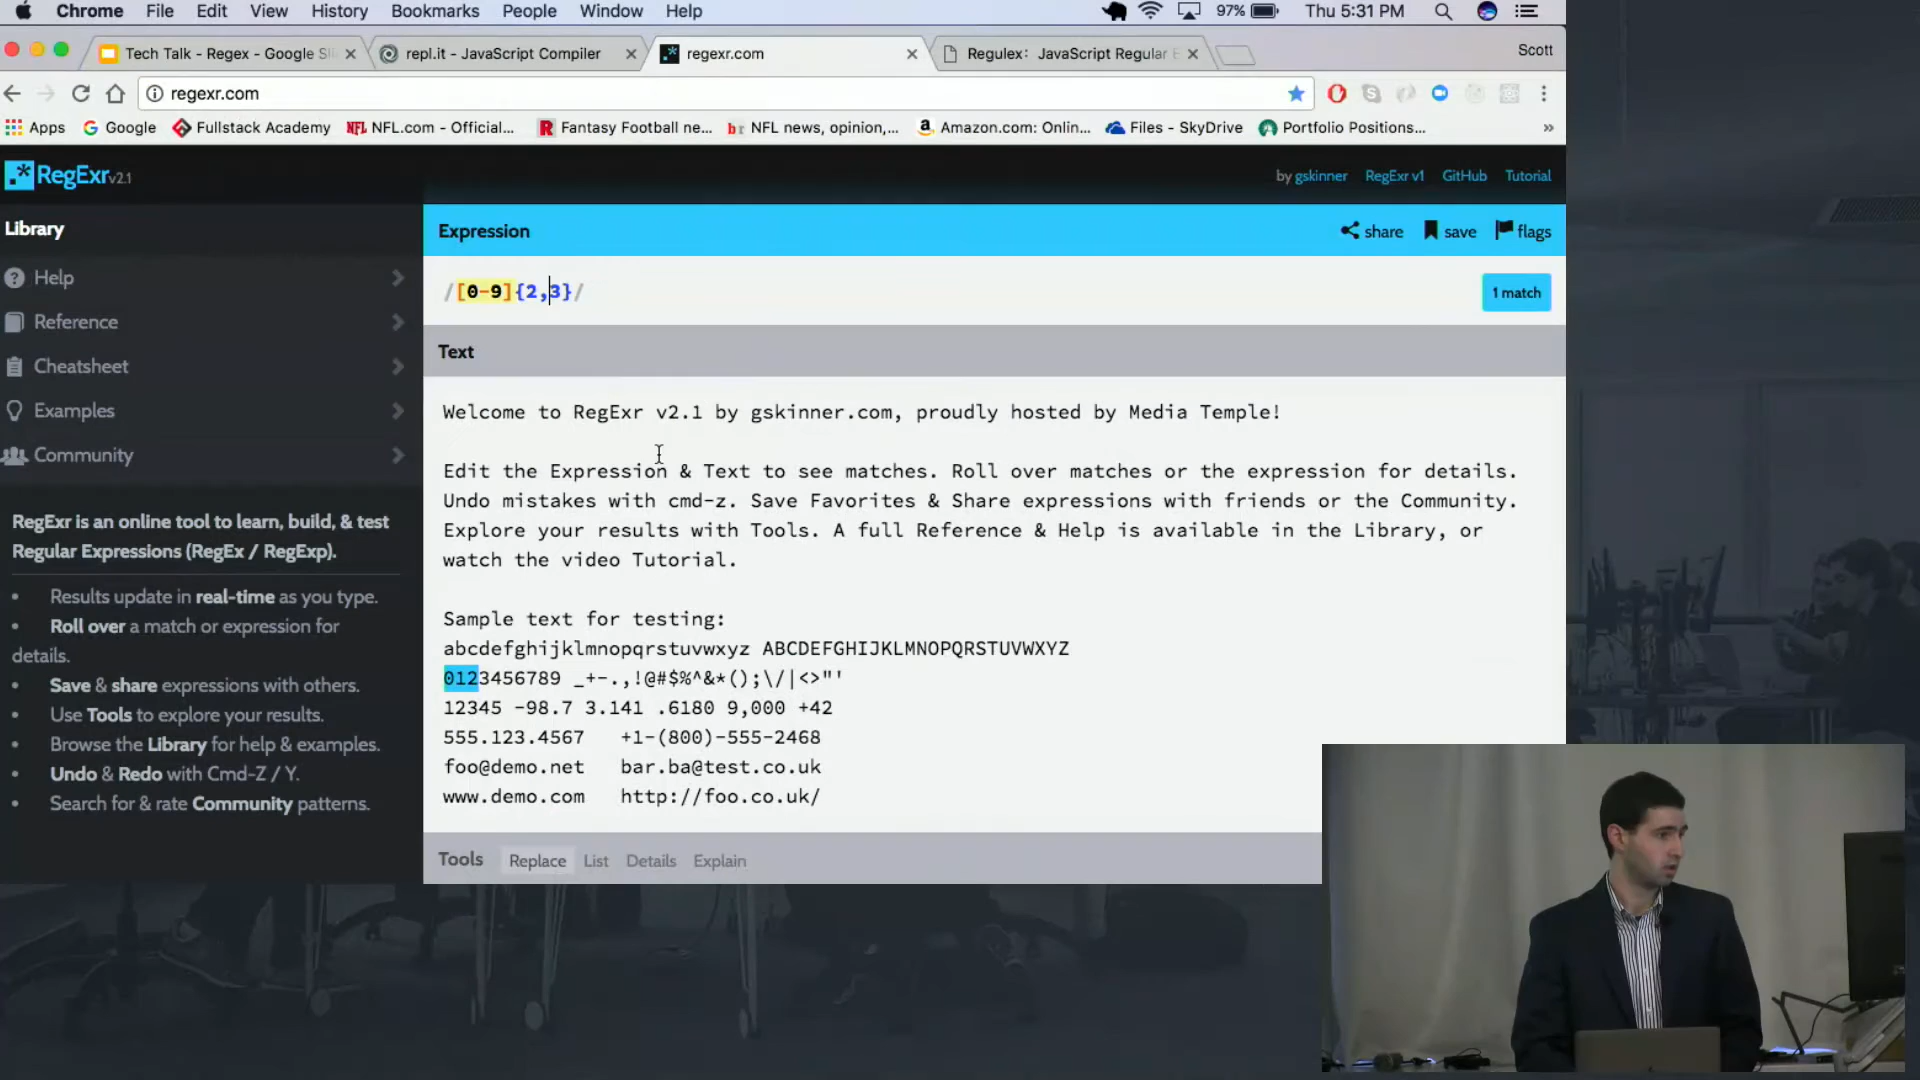 Chrome File Edit View History Bookmarks People Window Help 97% Thu 5:31 PM
Tech Talk - Regex - Google Sli
repl.it - JavaScript Compiler
regexr.com
Regulex: JavaScript Regular E
Scott
regexr.com
Apps Google Fullstack Academy NFL.com - Official... Fantasy Football ne... NFL news, opinion,... Amazon.com: Onlin... Files - SkyDrive Portfolio Positions... »
RegExr v2.1
by gskinner RegExr v1 GitHub Tutorial
Library
Help
Reference
Cheatsheet
Examples
Community
RegExr is an online tool to learn, build, & test
Regular Expressions (RegEx / RegExp).
• Results update in real-time as you type.
• Roll over a match or expression for
details.
• Save & share expressions with others.
• Use Tools to explore your results.
• Browse the Library for help & examples.
• Undo & Redo with Cmd-Z / Y.
• Search for & rate Community patterns.
Expression share save flags
/[0-9]{2,3}/ 1 match
Text
Welcome to RegExr v2.1 by gskinner.com, proudly hosted by Media Temple!
Edit the Expression & Text to see matches. Roll over matches or the expression for details.
Undo mistakes with cmd-z. Save Favorites & Share expressions with friends or the Community.
Explore your results with Tools. A full Reference & Help is available in the Library, or
watch the video Tutorial.
Sample text for testing:
abcdefghijklmnopqrstuvwxyz ABCDEFGHIJKLMNOPQRSTUVWXYZ
0123456789 _+-.,!@#$%^&*();\/|<>"'
12345 -98.7 3.141 .6180 9,000 +42
555.123.4567 +1-(800)-555-2468
foo@demo.net bar.ba@test.co.uk
www.demo.com http://foo.co.uk/
Tools Replace List Details Explain